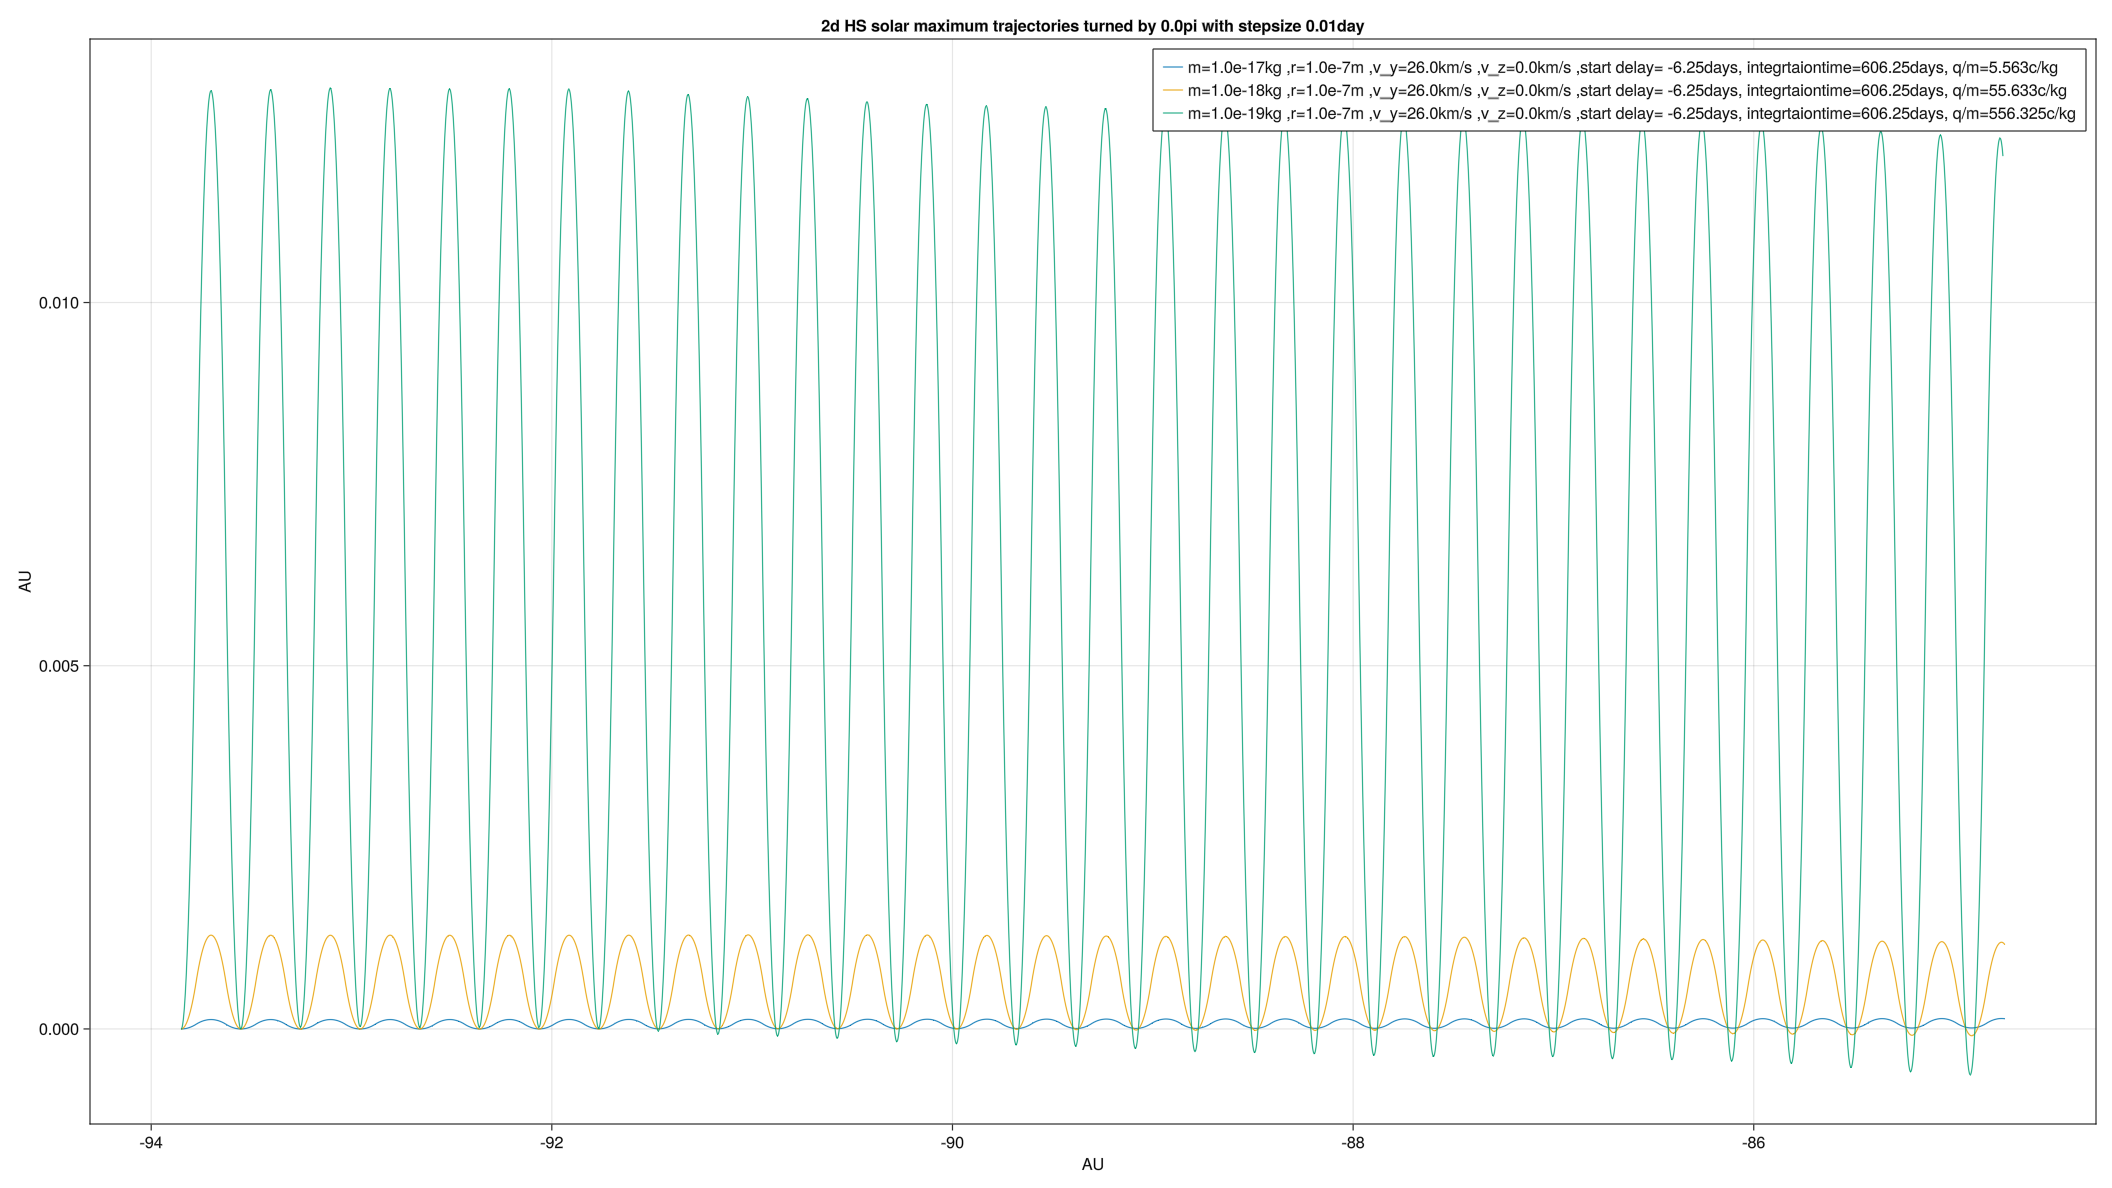 2d HS solar maximum trajectories turned by 0.0pi with stepsize 0.01day
m=1.0e-17kg ,r=1.0e-7m ,v_y=26.0km/s ,v_z=0.0km/s ,start delay= -6.25days, integrtaiontime=606.25days, q/m=5.563c/kg
m=1.0e-18kg ,r=1.0e-7m ,v_y=26.0km/s ,v_z=0.0km/s ,start delay= -6.25days, integrtaiontime=606.25days, q/m=55.633c/kg
m=1.0e-19kg ,r=1.0e-7m ,v_y=26.0km/s ,v_z=0.0km/s ,start delay= -6.25days, integrtaiontime=606.25days, q/m=556.325c/kg
0.010
0.005
0.000
AU
-94 -92 -90 -88 -86
AU